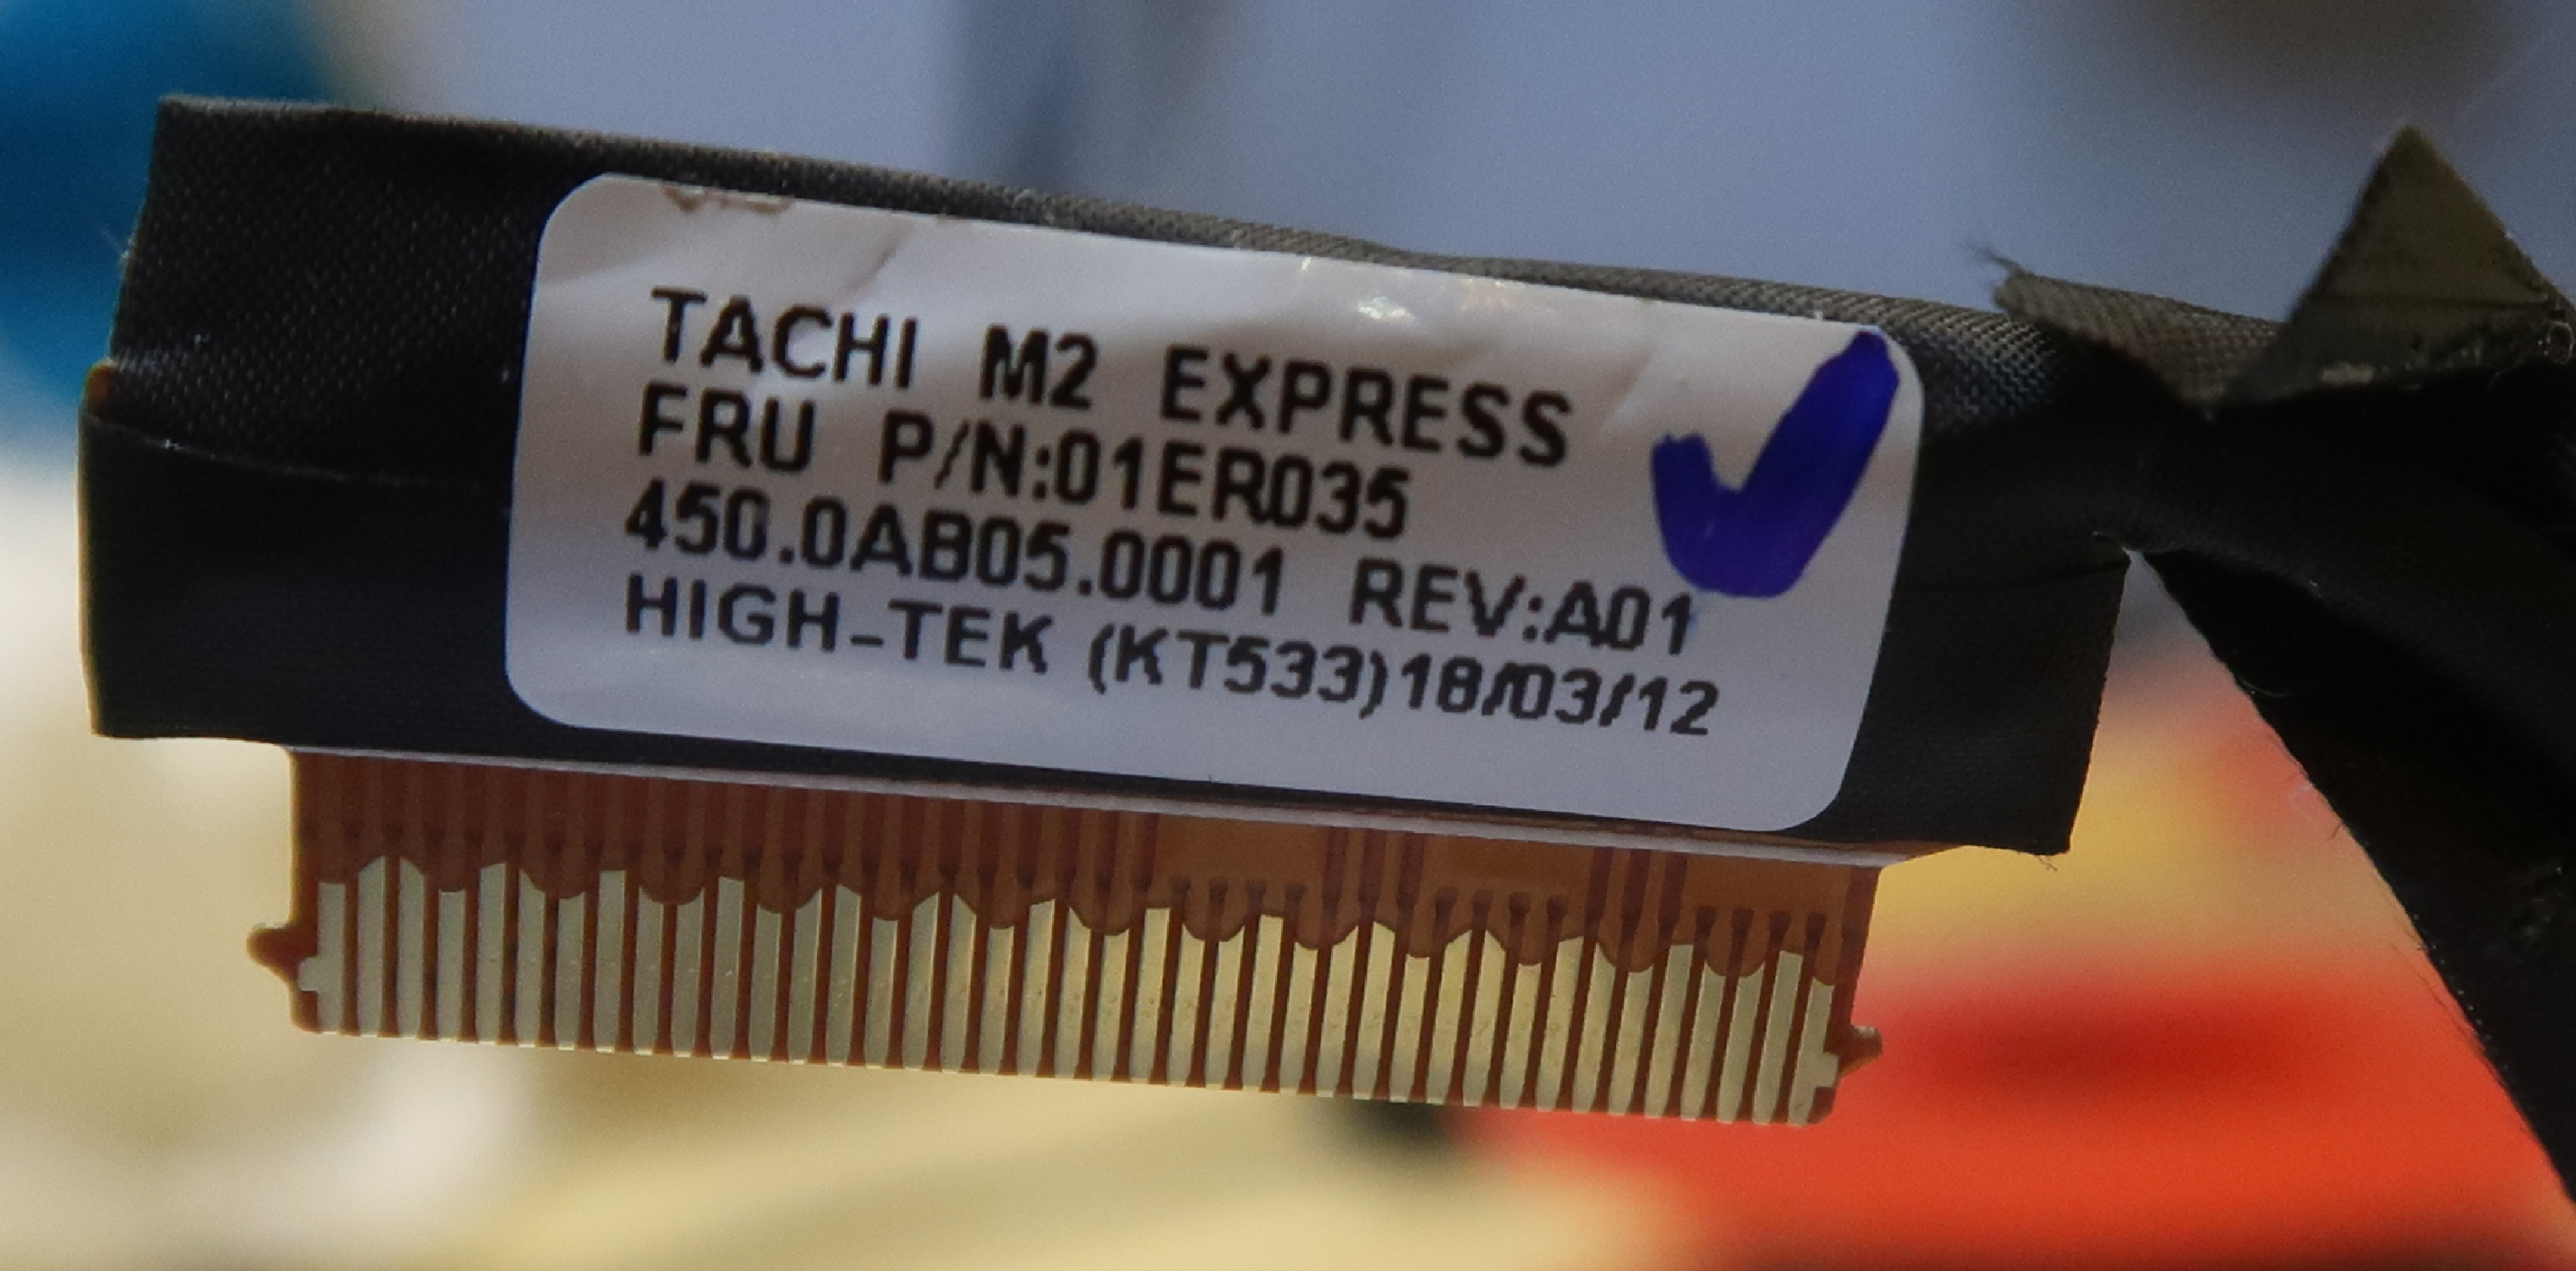 TACHI M2 EXPRESS
FRU P/N:01ER035
450.0AB05.0001 REV:A01
HIGH-TEK (KT533)18/03/12